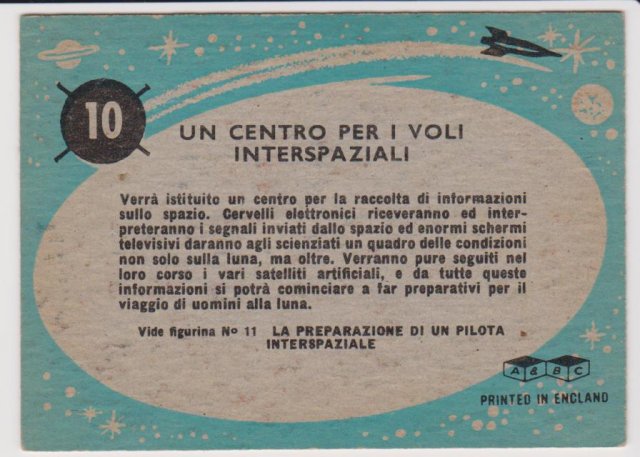 10
UN CENTRO PER I VOLI
INTERSPAZIALI
Verrà istituito un centro per la raccolta di informazioni
sullo spazio. Cervelli elettronici riceveranno ed inter-
preteranno i segnali inviati dallo spazio ed enormi schermi
televisivi daranno agli scienziati un quadro delle condizioni
non solo sulla luna, ma oltre. Verranno pure seguiti nel
loro corso i vari satelliti artificiali, e da tutte queste
informazioni si potrà cominciare a far preparativi per il
viaggio di uomini alla luna.
Vide figurina No 11 LA PREPARAZIONE DI UN PILOTA
INTERSPAZIALE
A & B C
PRINTED IN ENGLAND